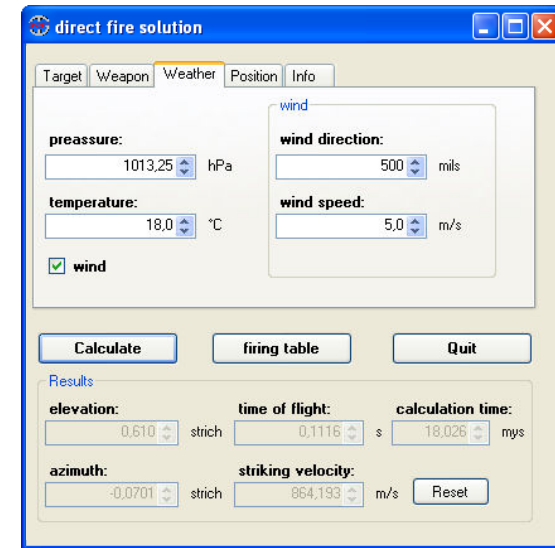 direct fire solution
Target Weapon Weather Position Info
wind
preassure: wind direction:
1013,25 hPa 500 mils
temperature: wind speed:
18,0 °C 5,0 m/s
wind
Calculate firing table Quit
Results
elevation: time of flight: calculation time:
0,610 strich 0,1116 s 18,026 mys
azimuth: striking velocity:
-0,0701 strich 864,193 m/s Reset